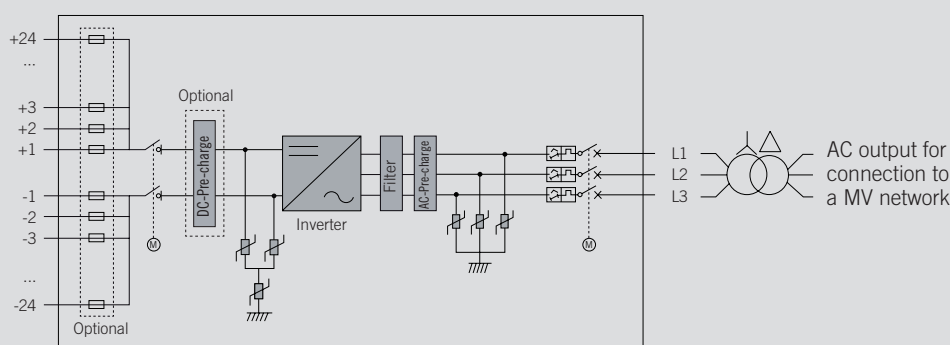 +24
...
+3
+2
+1
-1
-2
-3
...
-24
Optional
Optional
DC-Pre-charge
M
Inverter
Filter
AC-Pre-charge
M
L1
L2
L3
AC output for
connection to
a MV network